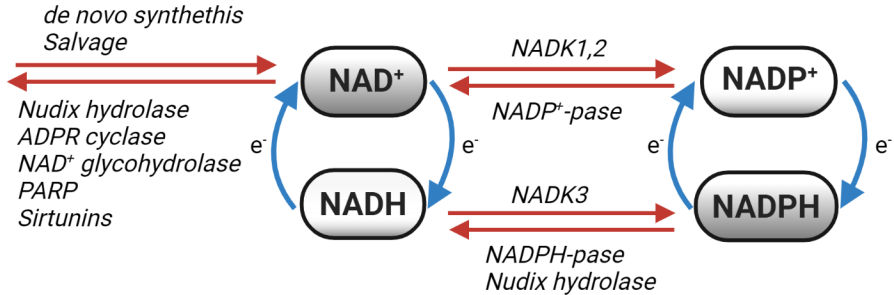 de novo synthethis
Salvage
NAD⁺
NADK1,2
NADP⁺
NADP⁺-pase
Nudix hydrolase
ADPR cyclase
NAD⁺ glycohydrolase
PARP
Sirtunins
e⁻
e⁻
e⁻
e⁻
NADH
NADK3
NADPH
NADPH-pase
Nudix hydrolase